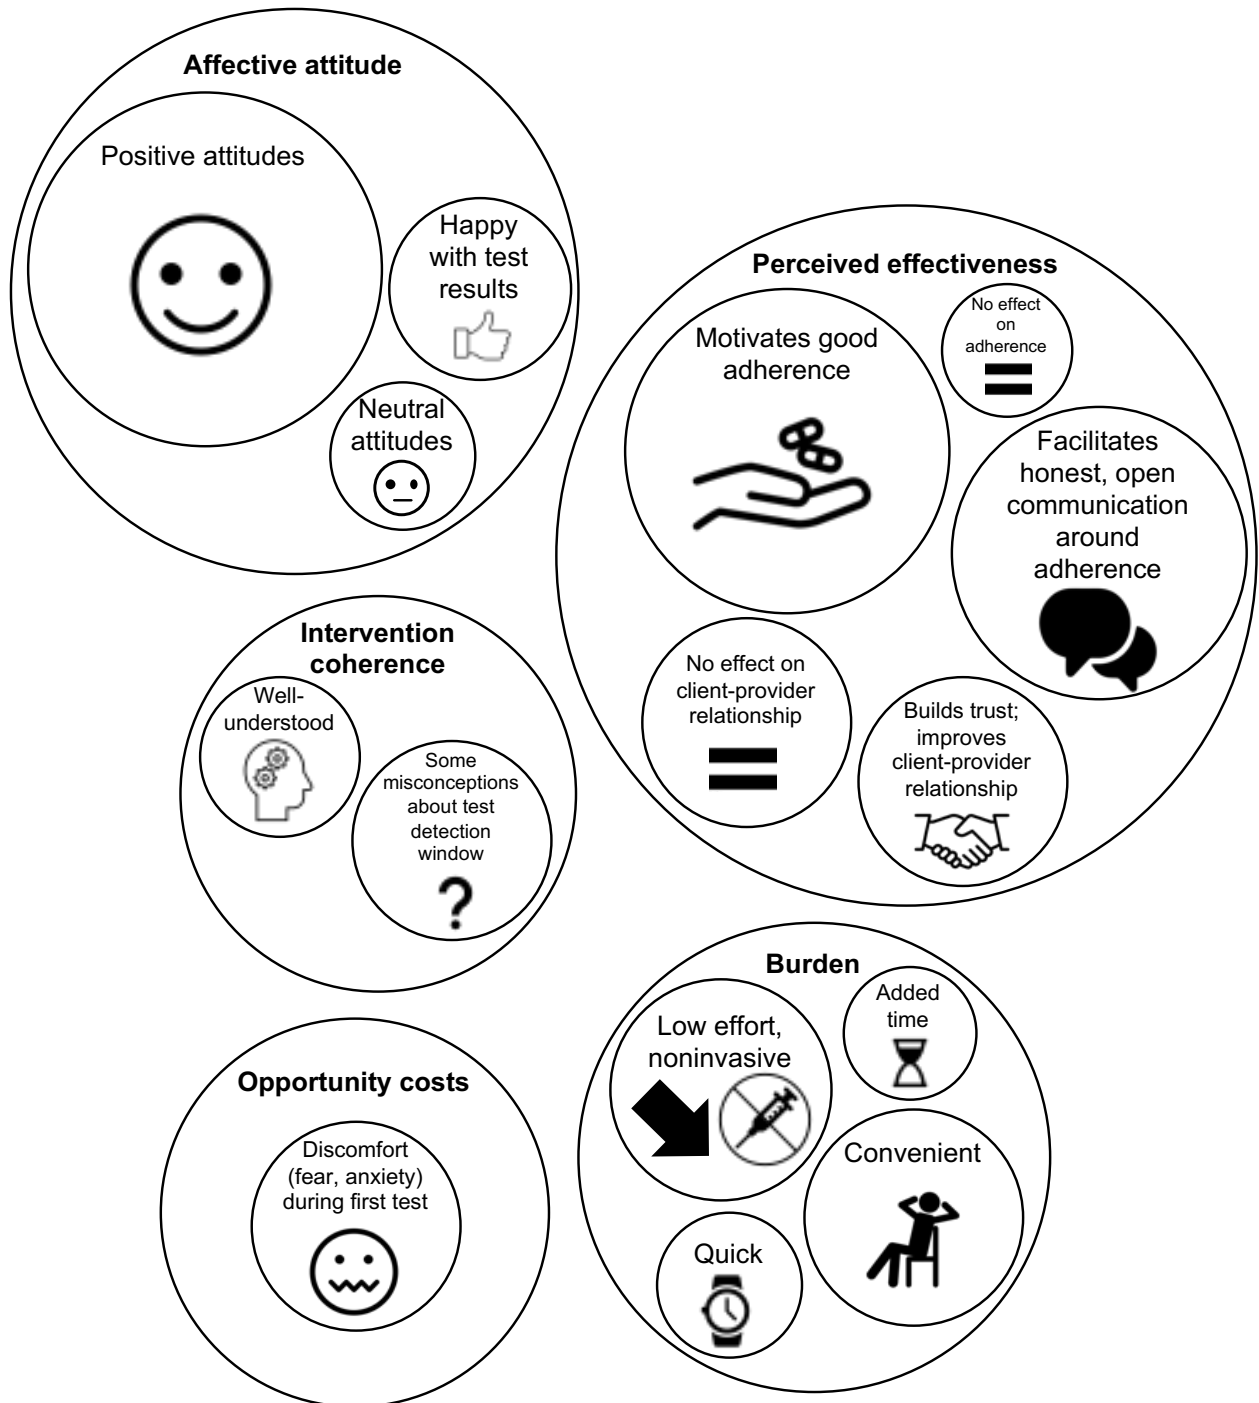 Affective attitude
Positive attitudes
Happy
with test
results
Neutral
attitudes
Perceived effectiveness
Motivates good
adherence
No effect
on
adherence
Facilitates
honest, open
communication
around
adherence
No effect on
client-provider
relationship
Builds trust;
improves
client-provider
relationship
Intervention
coherence
Well-
understood
Some
misconceptions
about test
detection
window
?
Opportunity costs
Discomfort
(fear, anxiety)
during first test
Burden
Low effort,
noninvasive
Added
time
Convenient
Quick